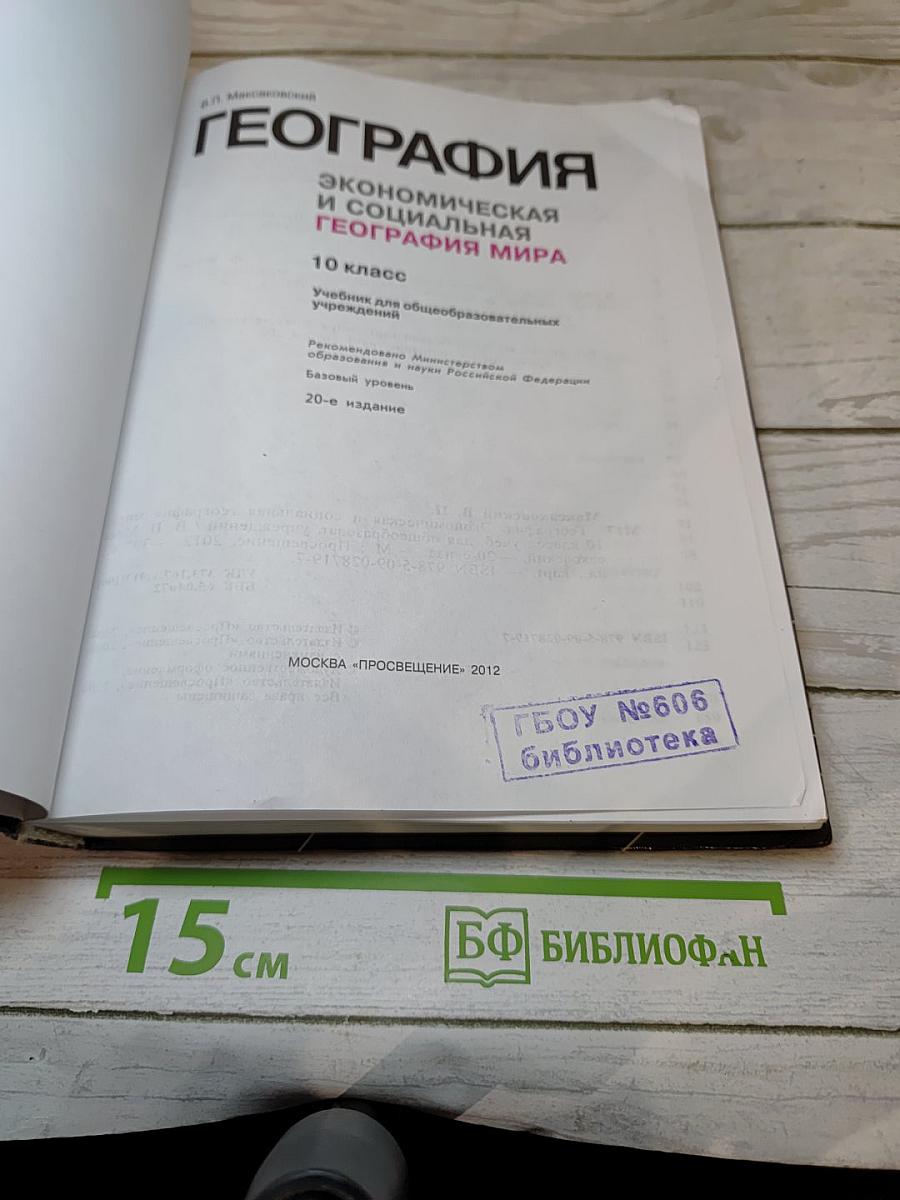 В.П. Максаковский
ГЕОГРАФИЯ
ЭКОНОМИЧЕСКАЯ
И СОЦИАЛЬНАЯ
ГЕОГРАФИЯ МИРА
10 класс
Учебник для общеобразовательных
учреждений
Рекомендовано Министерством
образования и науки Российской Федерации
Базовый уровень
20-е издание
МОСКВА «ПРОСВЕЩЕНИЕ» 2012
ГБОУ №606
библиотека
15 см
БФ БИБЛИОФАН